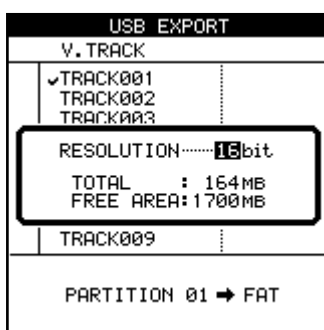 USB EXPORT
V.TRACK
✓TRACK001
TRACK002
TRACK003
RESOLUTION······16bit
TOTAL : 164MB
FREE AREA:1700MB
TRACK009
PARTITION 01 ➡ FAT